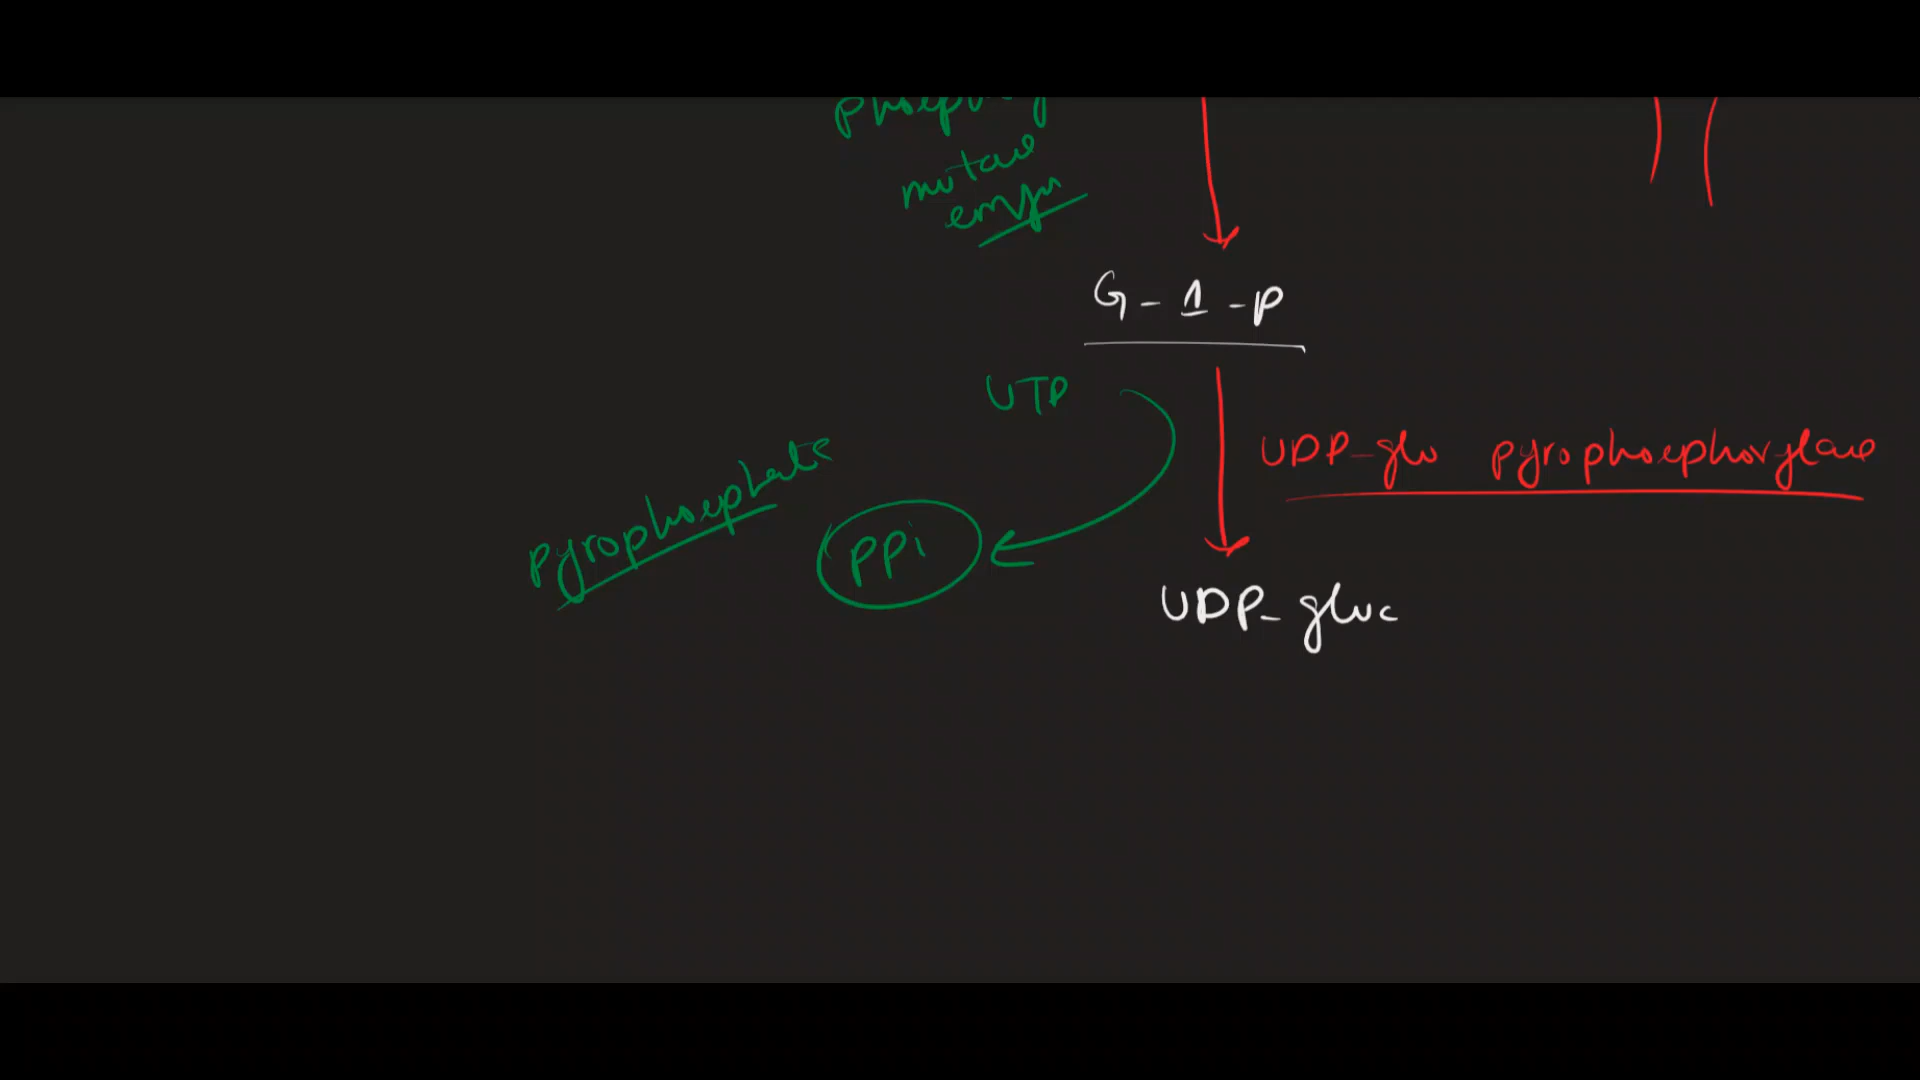 mutase
enzym
G-1-P
UTP
UDP-glu pyrophosphorylase
pyrophosphate
PPi
UDP-gluc